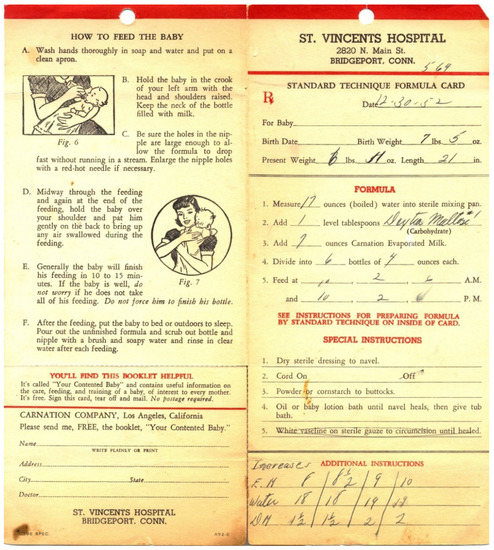 HOW TO FEED THE BABY
A. Wash hands thoroughly in soap and water and put on a
clean apron.
B. Hold the baby in the crook
of your left arm with the
head and shoulders raised.
Keep the neck of the bottle
filled with milk.
Fig. 6
C. Be sure the holes in the nip-
ple are large enough to al-
low the formula to drop
fast without running in a stream. Enlarge the nipple holes
with a red-hot needle if necessary.
D. Midway through the feeding
and again at the end of the
feeding, hold the baby over
your shoulder and pat him
gently on the back to bring up
any air swallowed during the
feeding.
Fig. 7
E. Generally the baby will finish
his feeding in 10 to 15 min-
utes. If the baby is well, do
not worry if he does not take
all of his feeding. Do not force him to finish his bottle.
F. After the feeding, put the baby to bed or outdoors to sleep.
Pour out the unfinished formula and scrub out bottle and
nipple with a brush and soapy water and rinse in clear
water after each feeding.
YOU'LL FIND THIS BOOKLET HELPFUL
It's called "Your Contented Baby" and contains useful information on
the care, feeding, and training of a baby, of interest to every mother.
It's free. Sign this card, tear off and mail. No postage required.
CARNATION COMPANY, Los Angeles, California
Please send me, FREE, the booklet, "Your Contented Baby."
Name
WRITE PLAINLY OR PRINT
Address
City State
Doctor
ST. VINCENTS HOSPITAL
BRIDGEPORT, CONN.
ST. VINCENTS HOSPITAL
2820 N. Main St.
BRIDGEPORT, CONN.
569
STANDARD TECHNIQUE FORMULA CARD
℞
Date 12-30-52
For Baby
Birth Date Birth Weight 7 lbs. 5 oz.
Present Weight 6 lbs. 11 oz. Length 21 in.
FORMULA
1. Measure 17 ounces (boiled) water into sterile mixing pan.
2. Add 1 level tablespoons Dextra Maltose #1
(Carbohydrate)
3. Add 7 ounces Carnation Evaporated Milk.
4. Divide into 6 bottles of 4 ounces each.
5. Feed at 10 2 6 A.M.
and 10 2 6 P.M.
SEE INSTRUCTIONS FOR PREPARING FORMULA
BY STANDARD TECHNIQUE ON INSIDE OF CARD.
SPECIAL INSTRUCTIONS
1. Dry sterile dressing to navel.
2. Cord On Off
3. Powder or cornstarch to buttocks.
4. Oil or baby lotion bath until navel heals, then give tub
bath.
5. White vaseline on sterile gauze to circumcision until healed.
ADDITIONAL INSTRUCTIONS
Increases
E.M 8 8½ 9 10
Water 18 18 19 18
DM 1½ 1½ 2 2